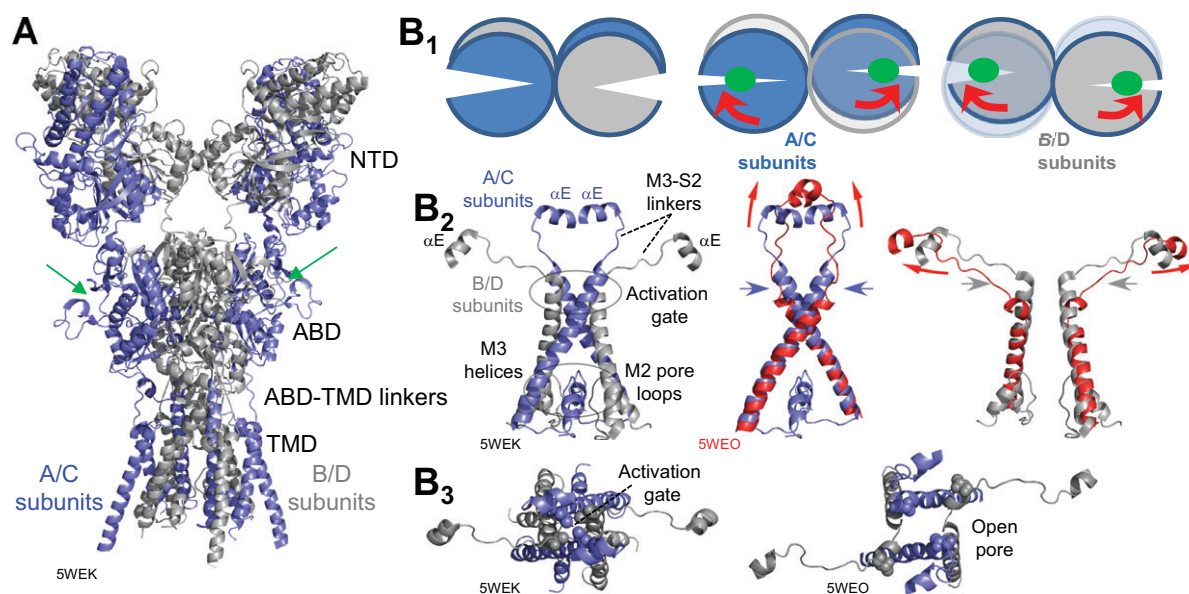 A
NTD
ABD
ABD-TMD linkers
TMD
A/C
subunits
B/D
subunits
5WEK
B1
A/C
subunits
B/D
subunits
B2
A/C
subunits
αE αE
M3-S2
linkers
αE
αE
B/D
subunits
Activation
gate
M3
helices
M2 pore
loops
5WEK
5WEO
B3
Activation
gate
5WEK
Open
pore
5WEO